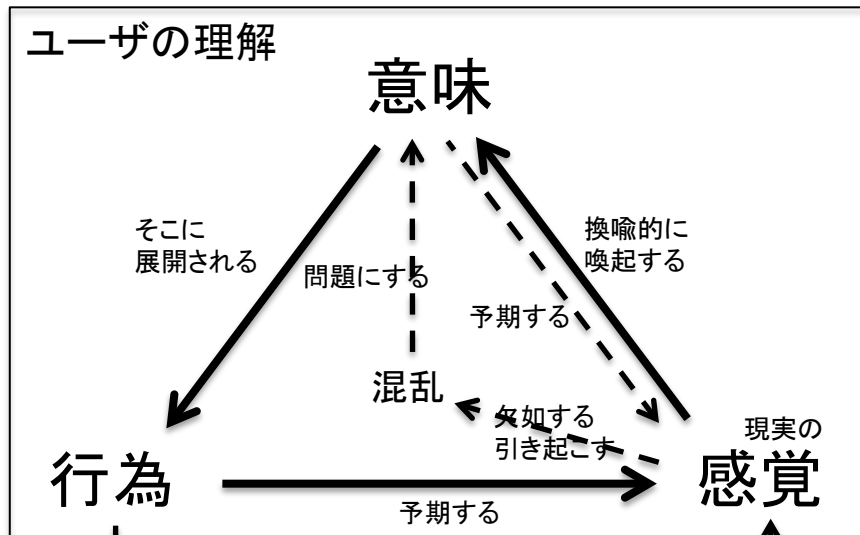 ユーザの理解
意味
そこに
展開される
換喩的に
喚起する
問題にする
予期する
混乱
欠如する
引き起こす
現実の
行為
感覚
予期する